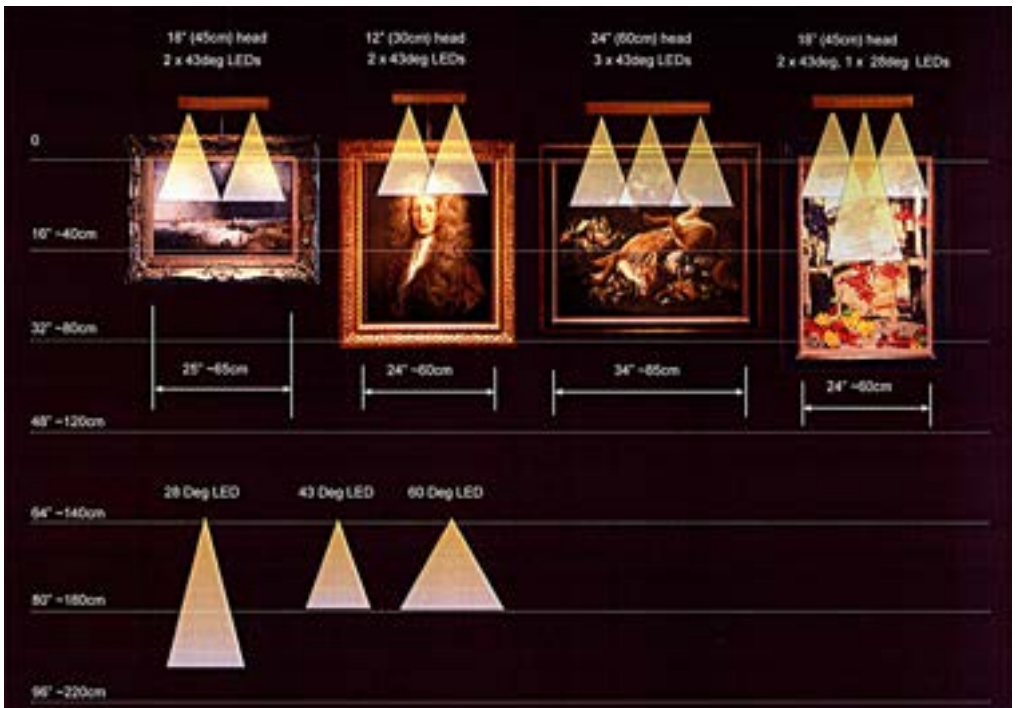 18" (45cm) head
2 x 43deg LEDs
12" (30cm) head
2 x 43deg LEDs
24" (60cm) head
3 x 43deg LEDs
18" (45cm) head
2 x 43deg, 1 x 28deg LEDs
0
16" ~40cm
32" ~80cm
25" ~65cm
24" ~60cm
34" ~85cm
24" ~60cm
48" ~120cm
28 Deg LED
43 Deg LED
60 Deg LED
64" ~140cm
80" ~180cm
96" ~220cm